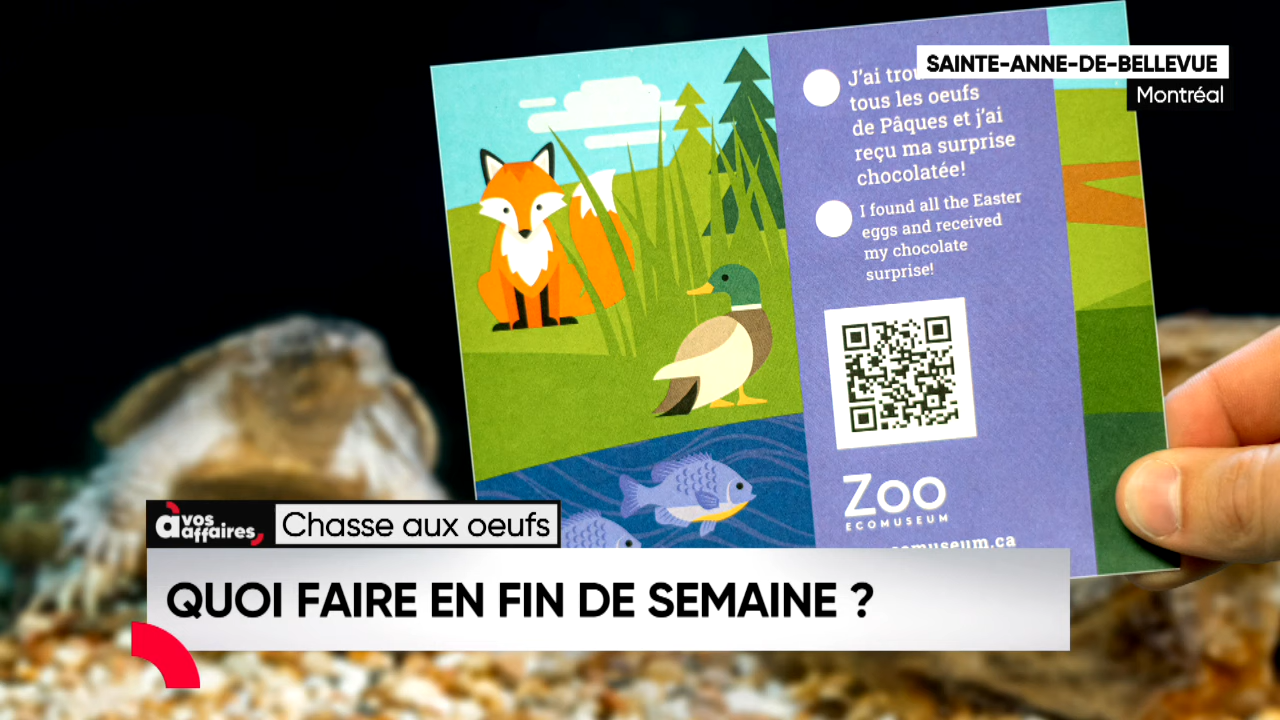 SAINTE-ANNE-DE-BELLEVUE
Montréal
J'ai
tous les oeufs
de Pâques et j'ai
reçu ma surprise
chocolatée!
I found all the Easter
eggs and received
my chocolate
surprise!
ZOO
ECOMUSEUM
à vos affaires
Chasse aux oeufs
QUOI FAIRE EN FIN DE SEMAINE ?